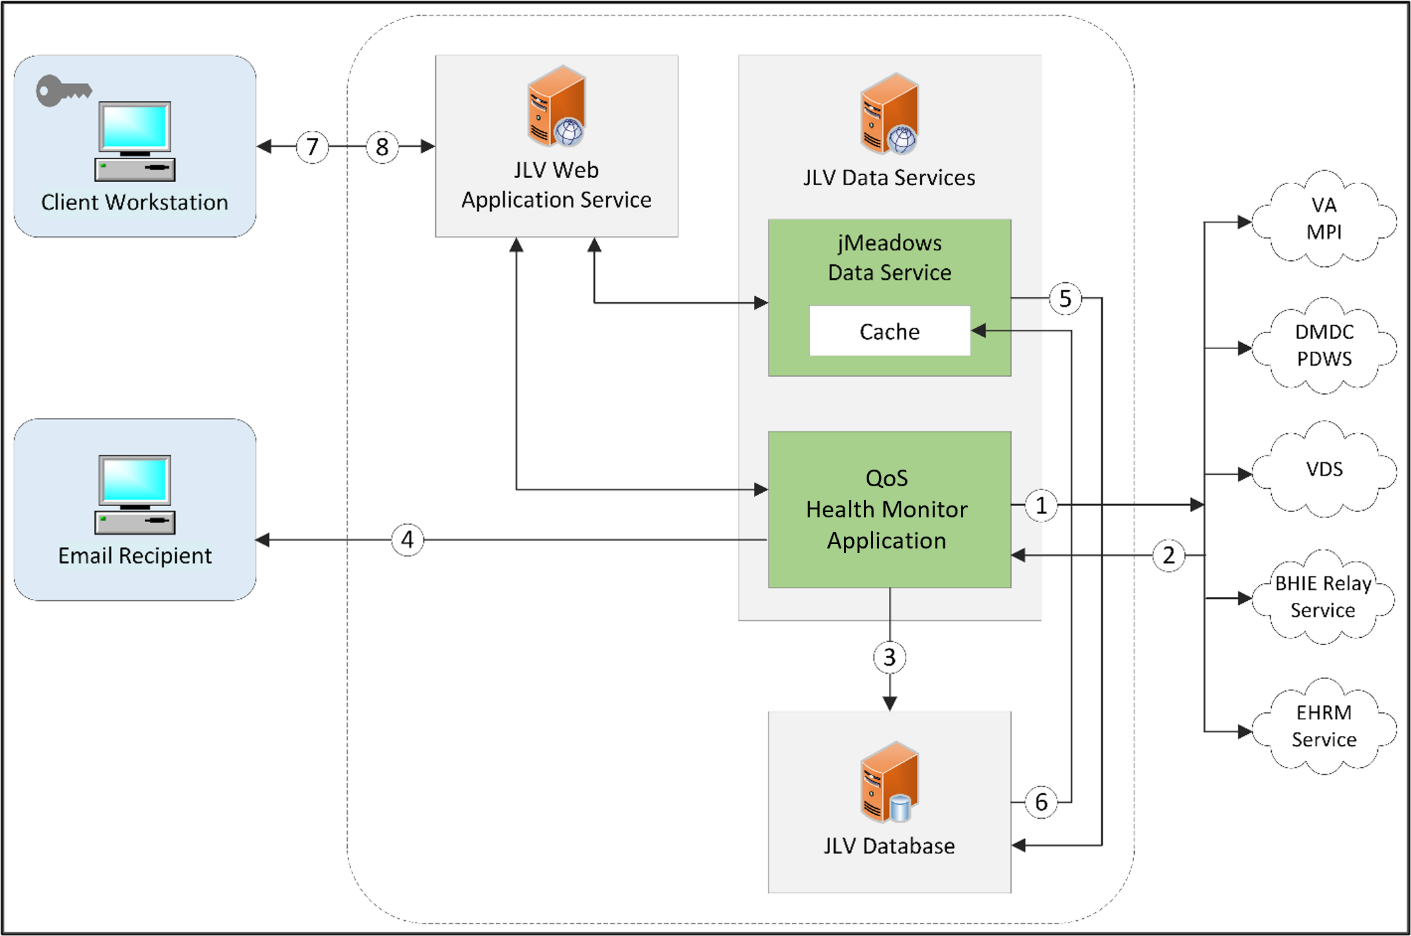 Client Workstation
7
8
JLV Web
Application Service
JLV Data Services
jMeadows
Data Service
Cache
5
VA
MPI
DMDC
PDWS
VDS
BHIE Relay
Service
EHRM
Service
QoS
Health Monitor
Application
1
2
Email Recipient
4
3
6
JLV Database